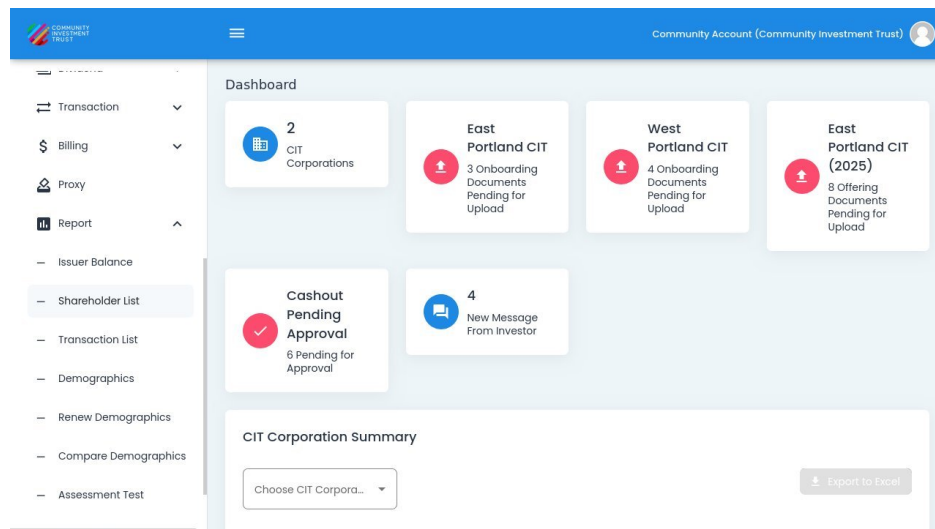 COMMUNITY
INVESTMENT
TRUST
Community Account (Community Investment Trust)
Transaction
Billing
Proxy
Report
Issuer Balance
Shareholder List
Transaction List
Demographics
Renew Demographics
Compare Demographics
Assessment Test
Dashboard
2
CIT
Corporations
East
Portland CIT
3 Onboarding
Documents
Pending for
Upload
West
Portland CIT
4 Onboarding
Documents
Pending for
Upload
East
Portland CIT
(2025)
8 Offering
Documents
Pending for
Upload
Cashout
Pending
Approval
6 Pending for
Approval
4
New Message
From Investor
CIT Corporation Summary
Choose CIT Corpora...
Export to Excel